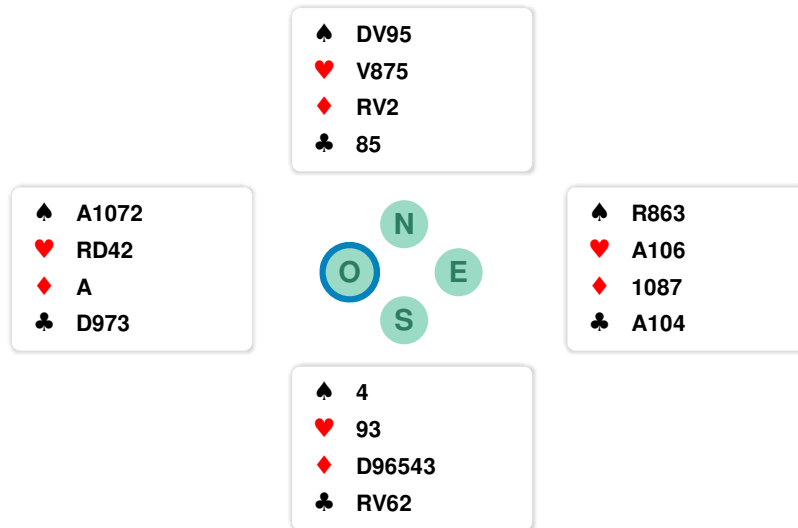 ♠ DV95
♥ V875
♦ RV2
♣ 85
♠ A1072
♥ RD42
♦ A
♣ D973
N
O
E
S
♠ R863
♥ A106
♦ 1087
♣ A104
♠ 4
♥ 93
♦ D96543
♣ RV62